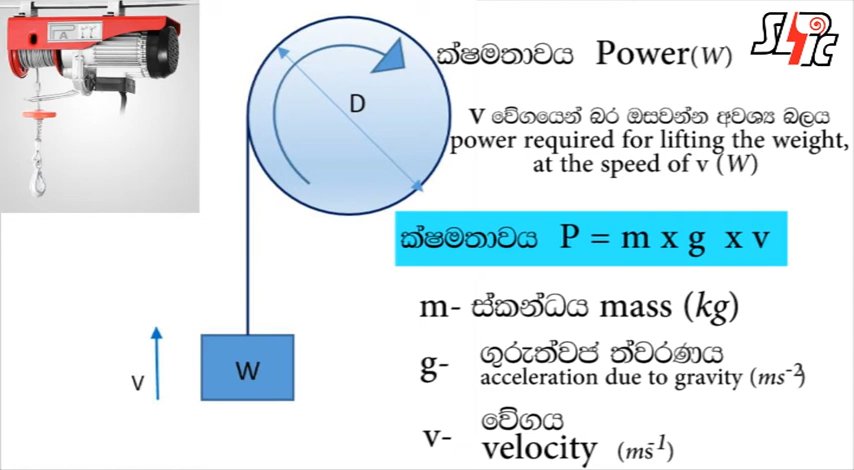 ක්ෂමතාවය Power(W)
SLPIC
D
V වේගයෙන් බර ඔසවන්න අවශ්‍ය බලය
power required for lifting the weight,
at the speed of v (W)
ක්ෂමතාවය P = m x g x v
m- ස්කන්ධය mass (kg)
g- ගුරුත්වජ ත්වරණය
acceleration due to gravity (ms⁻²)
V
W
v- වේගය
velocity (ms⁻¹)